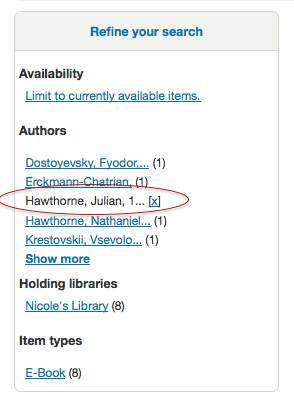 Refine your search
Availability
Limit to currently available items.
Authors
Dostoyevsky, Fyodor,... (1)
Erckmann-Chatrian, (1)
Hawthorne, Julian, 1... [x]
Hawthorne, Nathaniel... (1)
Krestovskii, Vsevolo... (1)
Show more
Holding libraries
Nicole's Library (8)
Item types
E-Book (8)